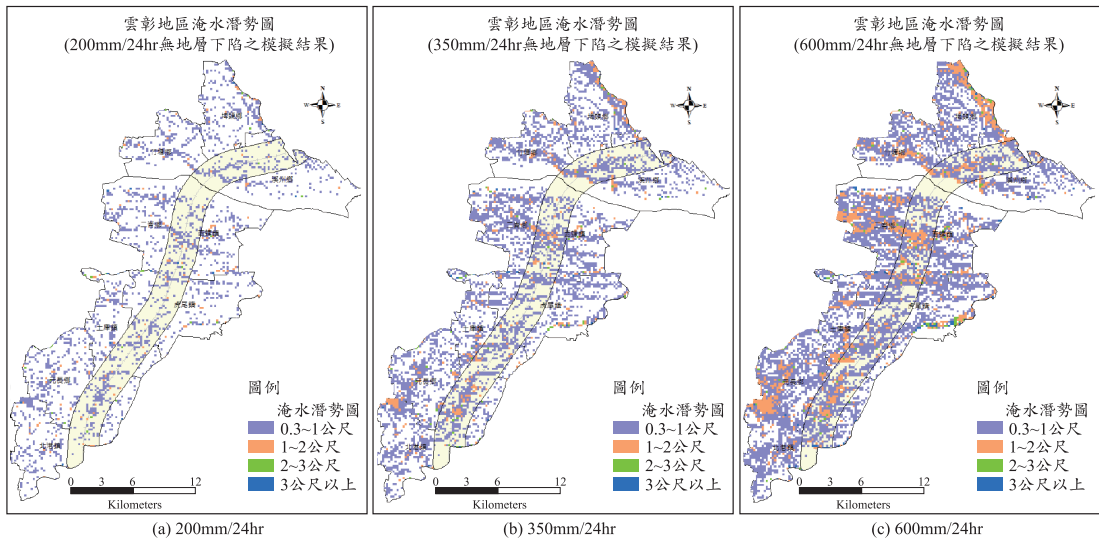 雲彰地區淹水潛勢圖
(200mm/24hr無地層下陷之模擬結果)
N
W
E
S
圖例
淹水潛勢圖
0.3~1公尺
1~2公尺
2~3公尺
3公尺以上
0 3 6 12
Kilometers
(a) 200mm/24hr
雲彰地區淹水潛勢圖
(350mm/24hr無地層下陷之模擬結果)
N
W
E
S
圖例
淹水潛勢圖
0.3~1公尺
1~2公尺
2~3公尺
3公尺以上
0 3 6 12
Kilometers
(b) 350mm/24hr
雲彰地區淹水潛勢圖
(600mm/24hr無地層下陷之模擬結果)
N
W
E
S
圖例
淹水潛勢圖
0.3~1公尺
1~2公尺
2~3公尺
3公尺以上
0 3 6 12
Kilometers
(c) 600mm/24hr